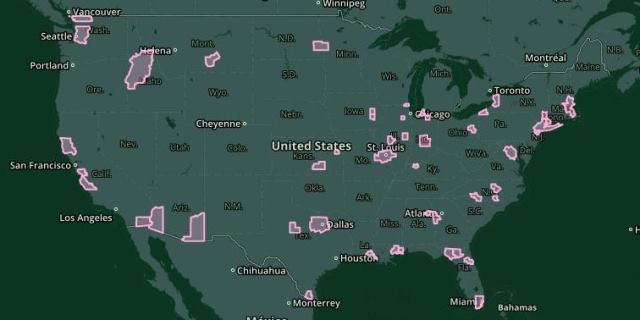 Winnipeg
Vancouver
Ont.
Seattle
Wash.
N.D.
Minn.
Helena
Mont.
Montréal
N.B.
Portland
Maine
Ore.
Idaho
S.D.
Wis.
Mich.
Toronto
N.H.
Wyo.
N.Y.
Iowa
Chicago
Conn.
Nebr.
Cheyenne
Pa.
Ohio
N.J.
Nev.
Utah
Colo.
United States
St. Louis
Del.
San Francisco
Calif.
Kans.
Mo.
Ky.
W.Va.
Va.
Okla.
Tenn.
N.C.
Los Angeles
Ariz.
N.M.
Ark.
Atlanta
S.C.
Dallas
Miss.
Ala.
Ga.
Tex.
La.
Houston
Fla.
Chihuahua
Monterrey
Miami
Bahamas
México